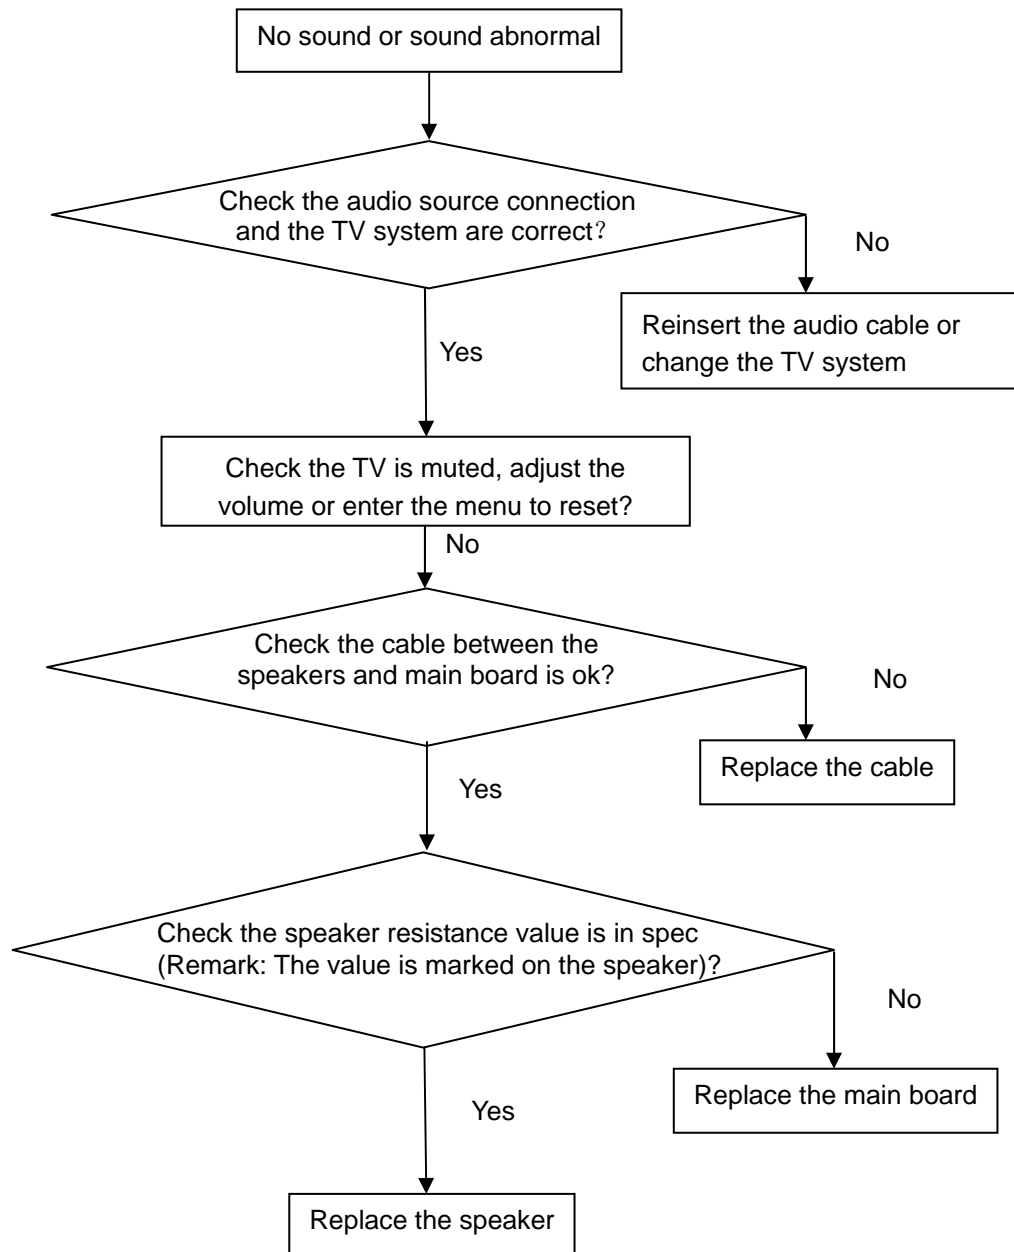 No sound or sound abnormal
Check the audio source connection
and the TV system are correct？
No
Reinsert the audio cable or
change the TV system
Yes
Check the TV is muted, adjust the
volume or enter the menu to reset?
No
Check the cable between the
speakers and main board is ok?
No
Replace the cable
Yes
Check the speaker resistance value is in spec
(Remark: The value is marked on the speaker)?
No
Replace the main board
Yes
Replace the speaker